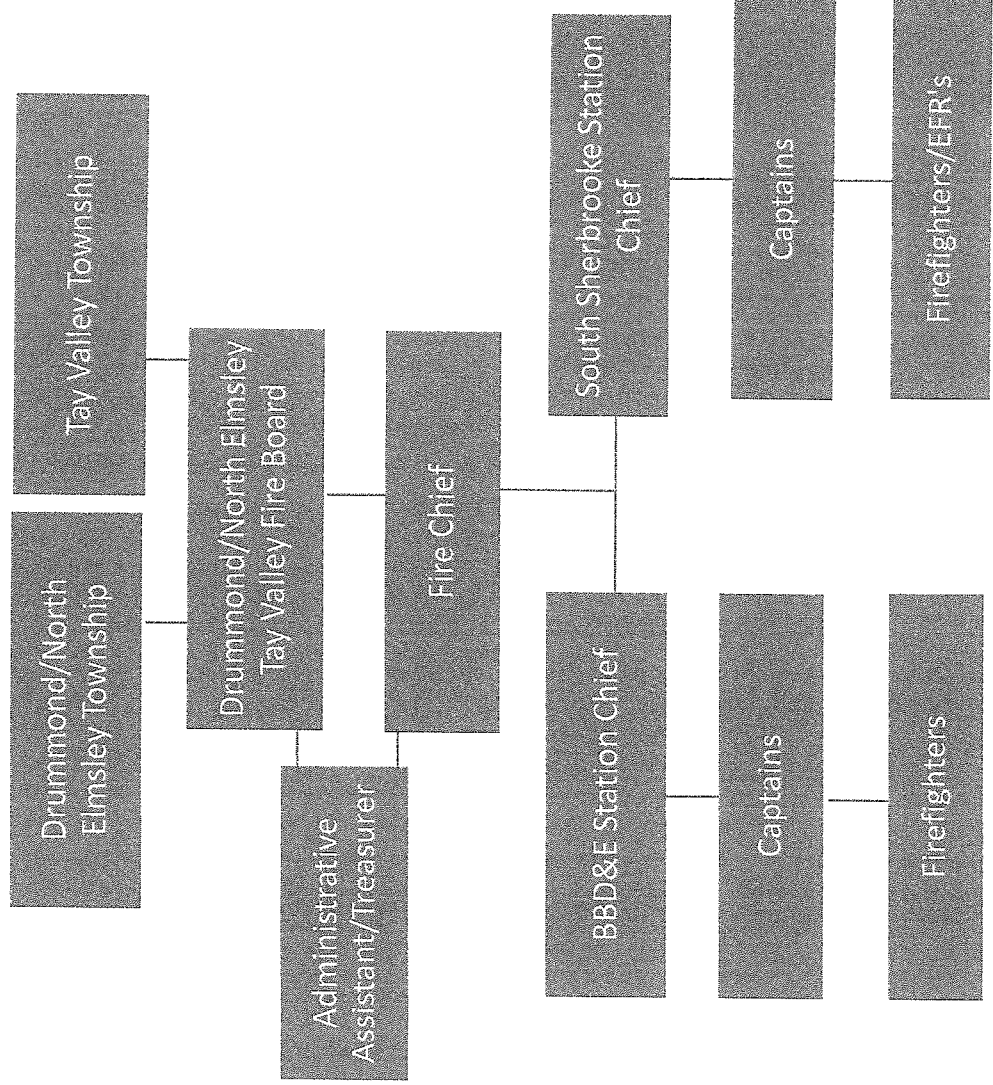 Drummond/North
Elmsley Township
Tay Valley Township
Drummond/North Elmsley
Tay Valley Fire Board
Administrative
Assistant/Treasurer
Fire Chief
BBD&E Station Chief
South Sherbrooke Station
Chief
Captains
Captains
Firefighters
Firefighters/EFR's